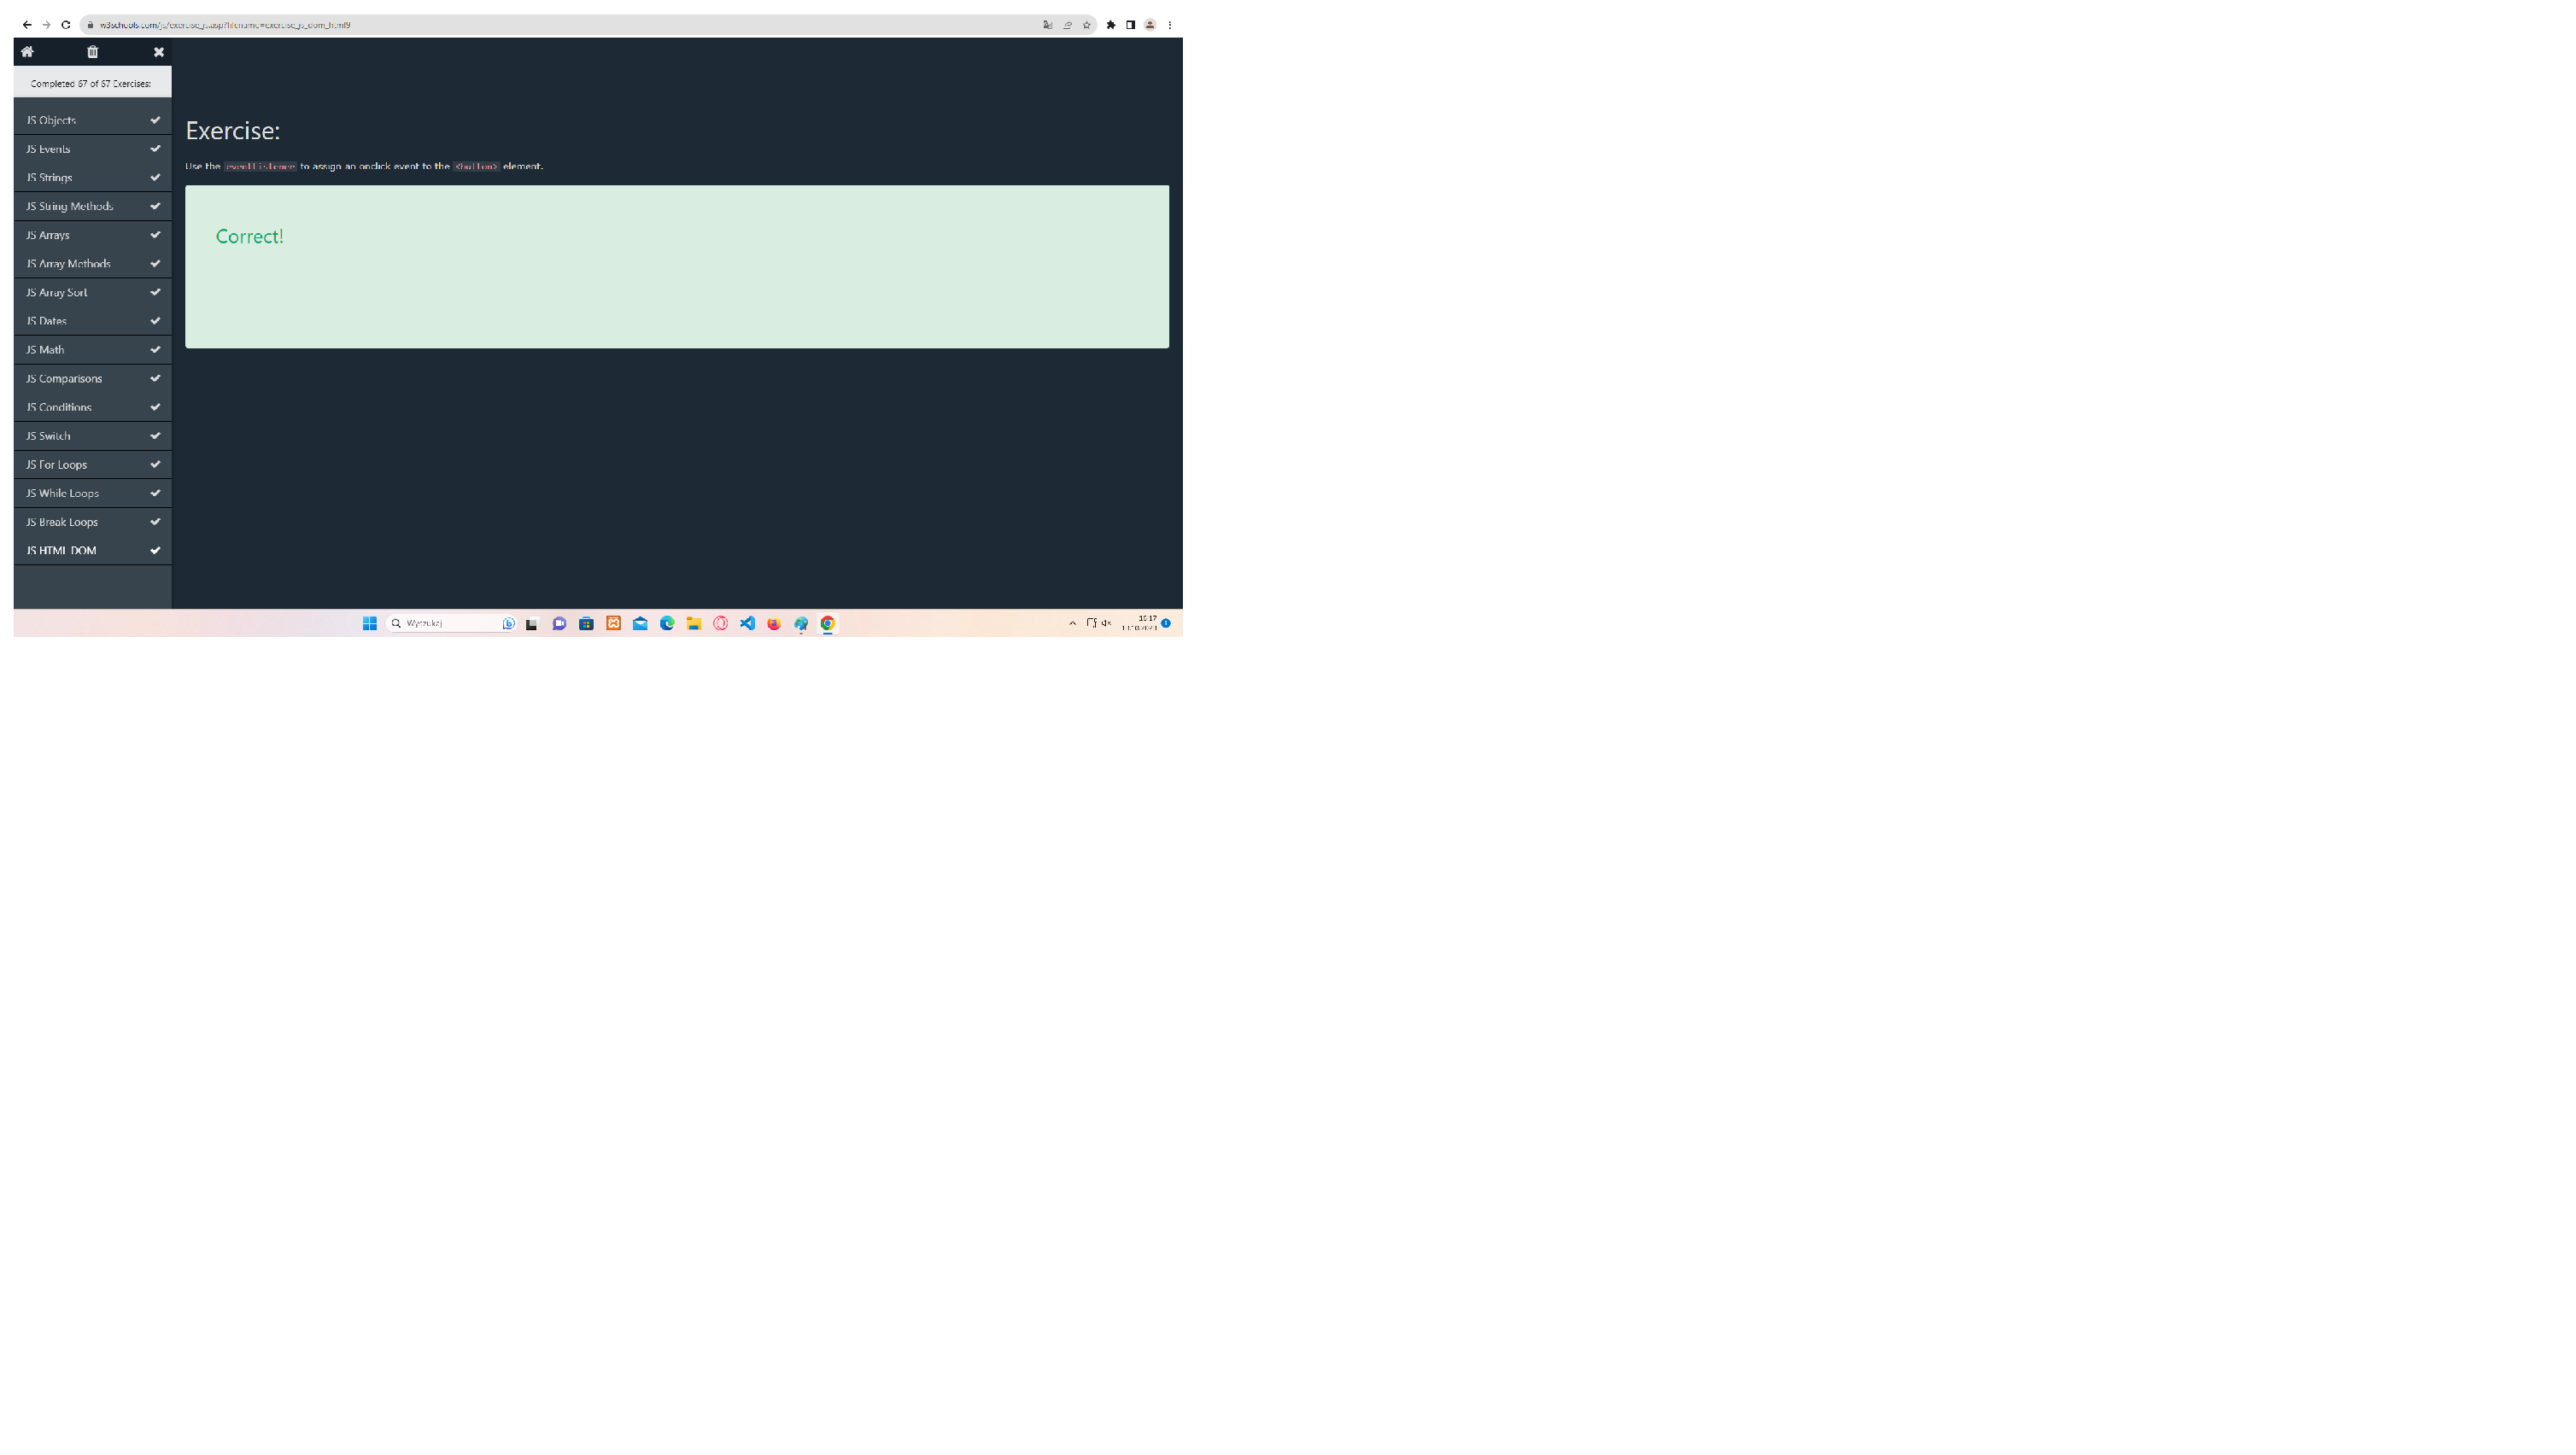 w3schools.com/js/exercise_js.asp?filename=exercise_js_dom_html9
Completed 67 of 67 Exercises:
JS Objects
JS Events
JS Strings
JS String Methods
JS Arrays
JS Array Methods
JS Array Sort
JS Dates
JS Math
JS Comparisons
JS Conditions
JS Switch
JS For Loops
JS While Loops
JS Break Loops
JS HTML DOM
Exercise:
Use the eventListener to assign an onclick event to the <button> element.
Correct!
Wyszukaj
16:17